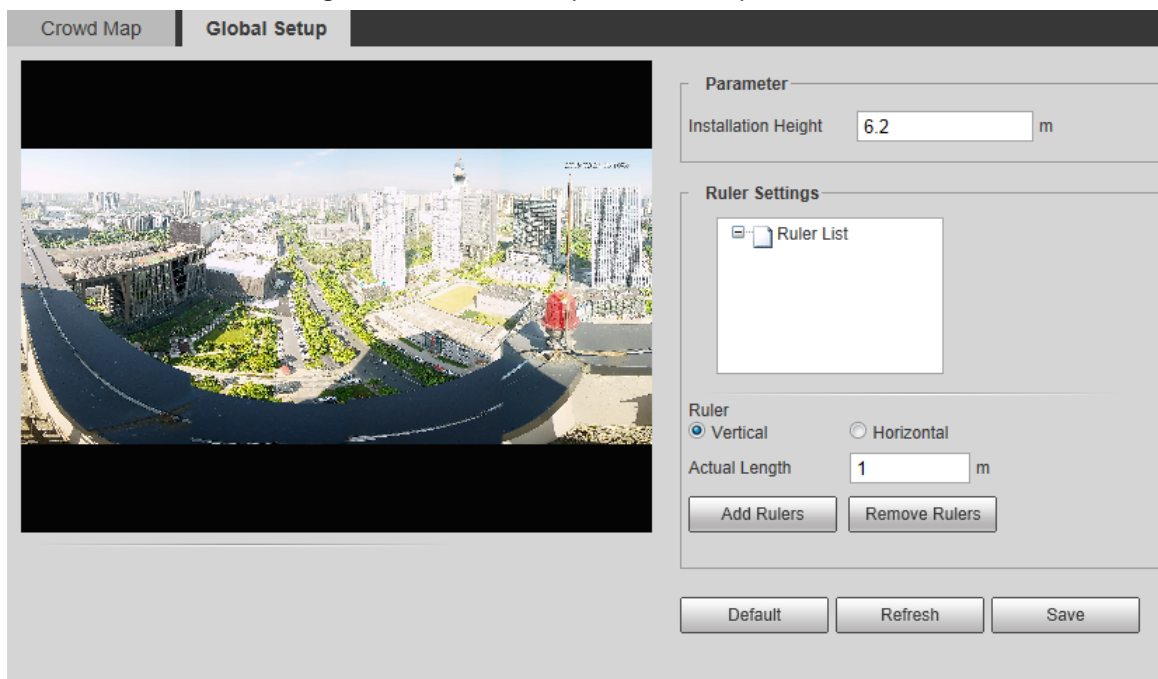 Crowd Map Global Setup
Parameter
Installation Height 6.2 m
Ruler Settings
Ruler List
Ruler
Vertical Horizontal
Actual Length 1 m
Add Rulers Remove Rulers
Default Refresh Save